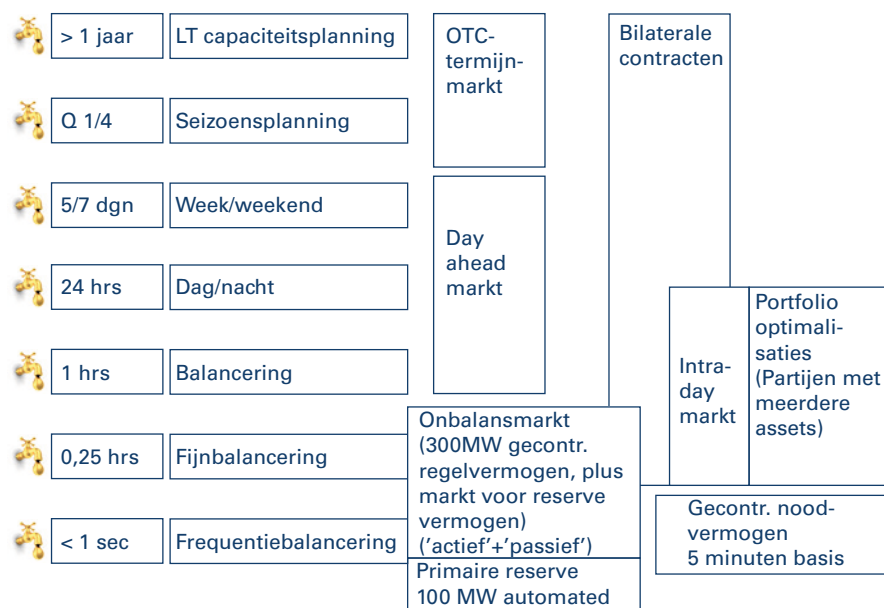 > 1 jaar
LT capaciteitsplanning
Q 1/4
Seizoensplanning
5/7 dgn
Week/weekend
24 hrs
Dag/nacht
1 hrs
Balancering
0,25 hrs
Fijnbalancering
< 1 sec
Frequentiebalancering
OTC-
termijn-
markt
Day
ahead
markt
Bilaterale
contracten
Intra-
day
markt
Portfolio
optimali-
saties
(Partijen met
meerdere
assets)
Onbalansmarkt
(300MW gecontr.
regelvermogen, plus
markt voor reserve
vermogen)
('actief'+'passief')
Primaire reserve
100 MW automated
Gecontr. nood-
vermogen
5 minuten basis